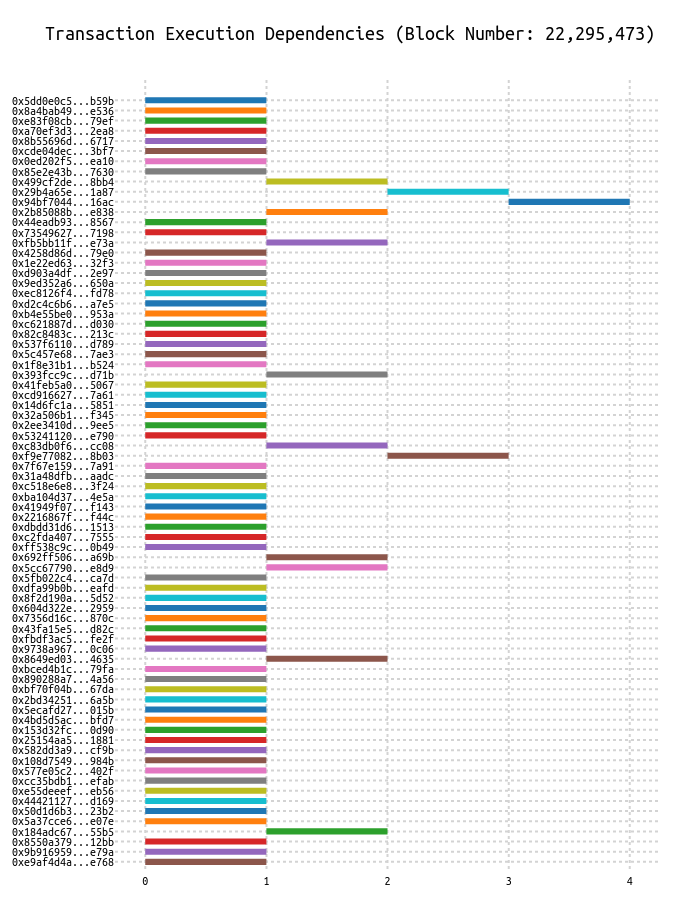 Transaction Execution Dependencies (Block Number: 22,295,473)
0x5dd0e0c5...b59b
0x8a4bab49...e536
0xe83f08cb...79ef
0xa70ef3d3...2ea8
0x8b55696d...6717
0xcde04dec...3bf7
0x0ed202f5...ea10
0x85e2e43b...7630
0x499cf2de...8bb4
0x29b4a65e...1a87
0x94bf7044...16ac
0x2b85088b...e838
0x44eadb93...8567
0x73549627...7198
0xfb5bb11f...e73a
0x4258d86d...79e0
0x1e22ed63...32f3
0xd903a4df...2e97
0x9ed352a6...650a
0xec8126f4...fd78
0xd2c4c6b6...a7e5
0xb4e55be0...953a
0xc621887d...d030
0x82c8483c...213c
0x537f6110...d789
0x5c457e68...7ae3
0x1f8e31b1...b524
0x393fcc9c...d71b
0x41feb5a0...5067
0xcd916627...7a61
0x14d6fc1a...5851
0x32a506b1...f345
0x2ee3410d...9ee5
0x53241120...e790
0xc83db0f6...cc08
0xf9e77082...8b03
0x7f67e159...7a91
0x31a48dfb...aadc
0xc518e6e8...3f24
0xba104d37...4e5a
0x41949f07...f143
0x2216867f...f44c
0xdbdd31d6...1513
0xc2fda407...7555
0xff538c9c...0b49
0x692ff506...a69b
0x5cc67790...e8d9
0x5fb022c4...ca7d
0xdfa99b0b...eafd
0x8f2d190a...5d52
0x604d322e...2959
0x7356d16c...870c
0x43fa15e5...d82c
0xfbdf3ac5...fe2f
0x9738a967...0c06
0x8649ed03...4635
0xbced4b1c...79fa
0x890288a7...4a56
0xbf70f04b...67da
0x2bd34251...6a5b
0x5ecafd27...015b
0x4bd5d5ac...bfd7
0x153d32fc...0d90
0x25154aa5...1881
0x582dd3a9...cf9b
0x108d7549...984b
0x577e05c2...402f
0xcc35bdb1...efab
0xe55deeef...eb56
0x44421127...d169
0x50d1d6b3...23b2
0x5a37cce6...e07e
0x184adc67...55b5
0x8550a379...12bb
0x9b916959...e79a
0xe9af4d4a...e768
0 1 2 3 4